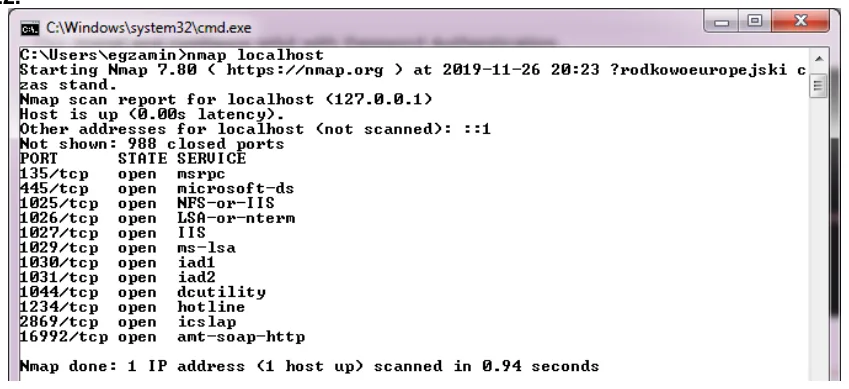 C:\Windows\system32\cmd.exe
C:\Users\egzamin>nmap localhost
Starting Nmap 7.80 ( https://nmap.org ) at 2019-11-26 20:23 ?rodkowoeuropejski c
zas stand.
Nmap scan report for localhost (127.0.0.1)
Host is up (0.00s latency).
Other addresses for localhost (not scanned): ::1
Not shown: 988 closed ports
PORT STATE SERVICE
135/tcp open msrpc
445/tcp open microsoft-ds
1025/tcp open NFS-or-IIS
1026/tcp open LSA-or-nterm
1027/tcp open IIS
1029/tcp open ms-lsa
1030/tcp open iad1
1031/tcp open iad2
1044/tcp open dcutility
1234/tcp open hotline
2869/tcp open icslap
16992/tcp open amt-soap-http
Nmap done: 1 IP address (1 host up) scanned in 0.94 seconds